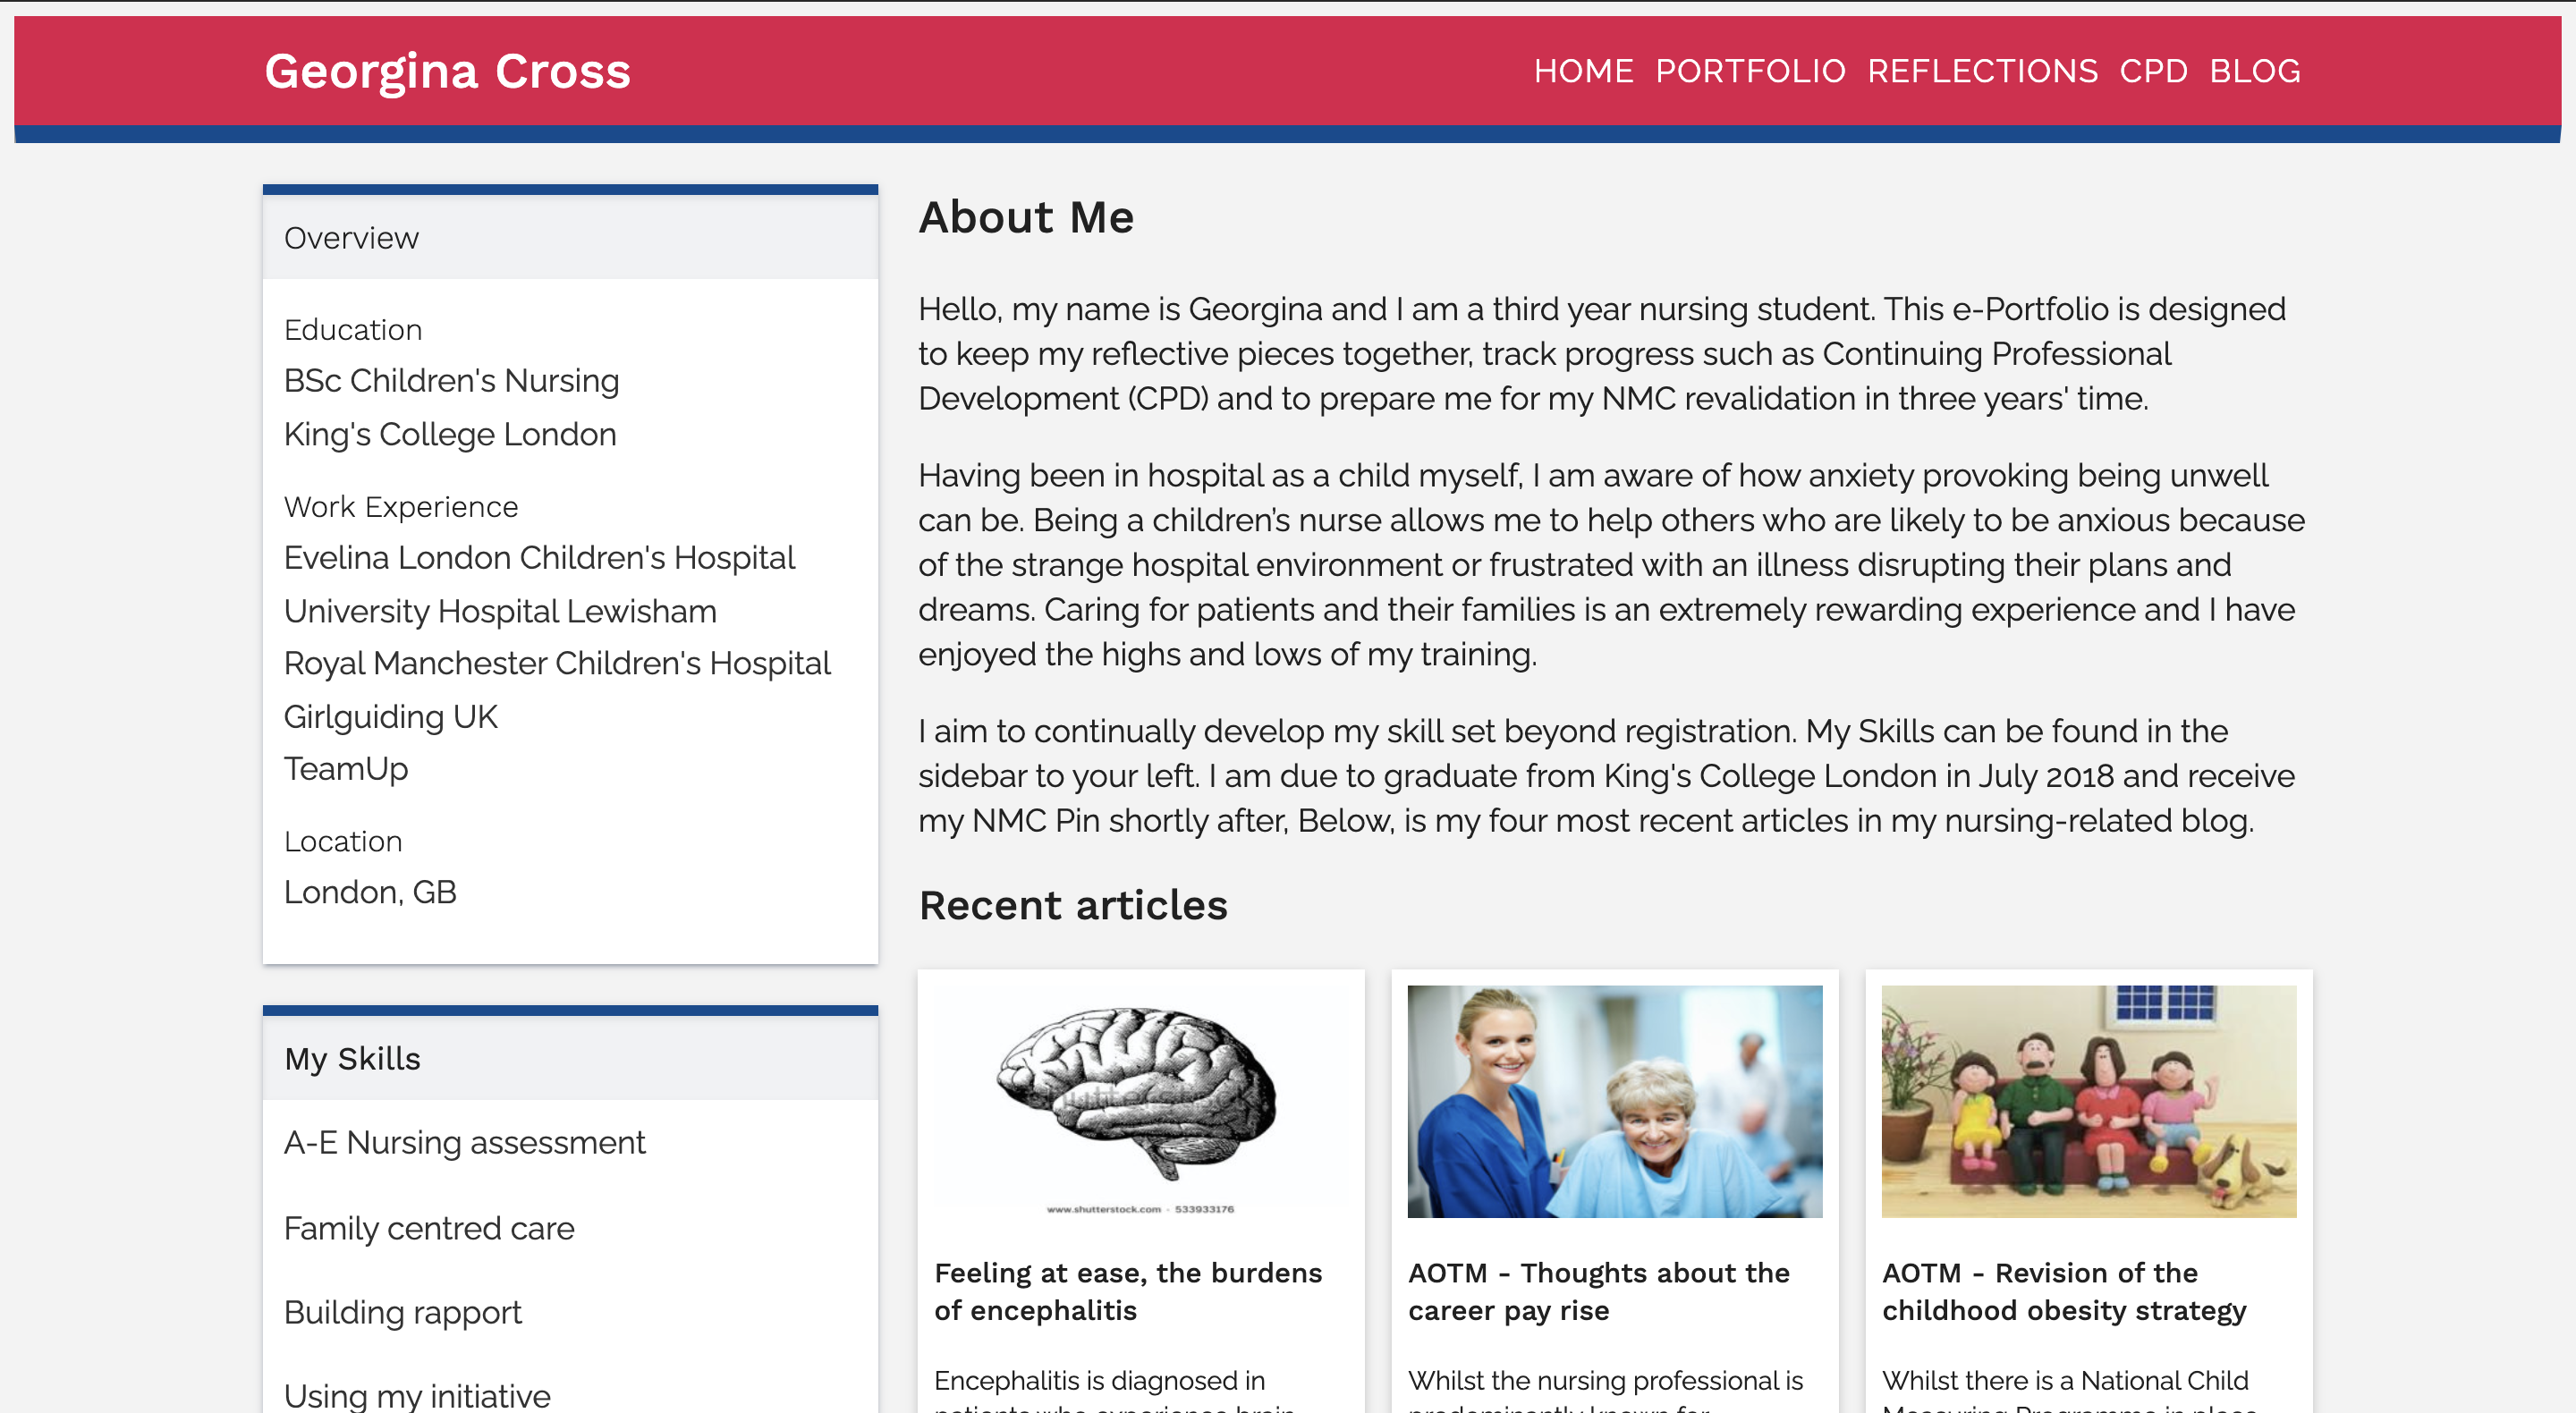 Georgina Cross
HOME PORTFOLIO REFLECTIONS CPD BLOG
Overview
Education
BSc Children's Nursing
King's College London
Work Experience
Evelina London Children's Hospital
University Hospital Lewisham
Royal Manchester Children's Hospital
Girlguiding UK
TeamUp
Location
London, GB
My Skills
A-E Nursing assessment
Family centred care
Building rapport
Using my initiative
About Me
Hello, my name is Georgina and I am a third year nursing student. This e-Portfolio is designed
to keep my reflective pieces together, track progress such as Continuing Professional
Development (CPD) and to prepare me for my NMC revalidation in three years' time.
Having been in hospital as a child myself, I am aware of how anxiety provoking being unwell
can be. Being a children’s nurse allows me to help others who are likely to be anxious because
of the strange hospital environment or frustrated with an illness disrupting their plans and
dreams. Caring for patients and their families is an extremely rewarding experience and I have
enjoyed the highs and lows of my training.
I aim to continually develop my skill set beyond registration. My Skills can be found in the
sidebar to your left. I am due to graduate from King's College London in July 2018 and receive
my NMC Pin shortly after, Below, is my four most recent articles in my nursing-related blog.
Recent articles
www.shutterstock.com · 533933176
Feeling at ease, the burdens
of encephalitis
Encephalitis is diagnosed in
AOTM - Thoughts about the
career pay rise
Whilst the nursing professional is
AOTM - Revision of the
childhood obesity strategy
Whilst there is a National Child